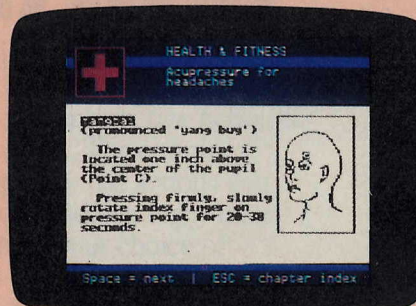 HEALTH & FITNESS
Acupressure for
headaches
(pronounced "yang buy")
The pressure point is
located one inch above
the center of the pupil
(Point C).
Pressing firmly, slowly
rotate index finger on
pressure point for 20-30
seconds.
Space = next | ESC = chapter index